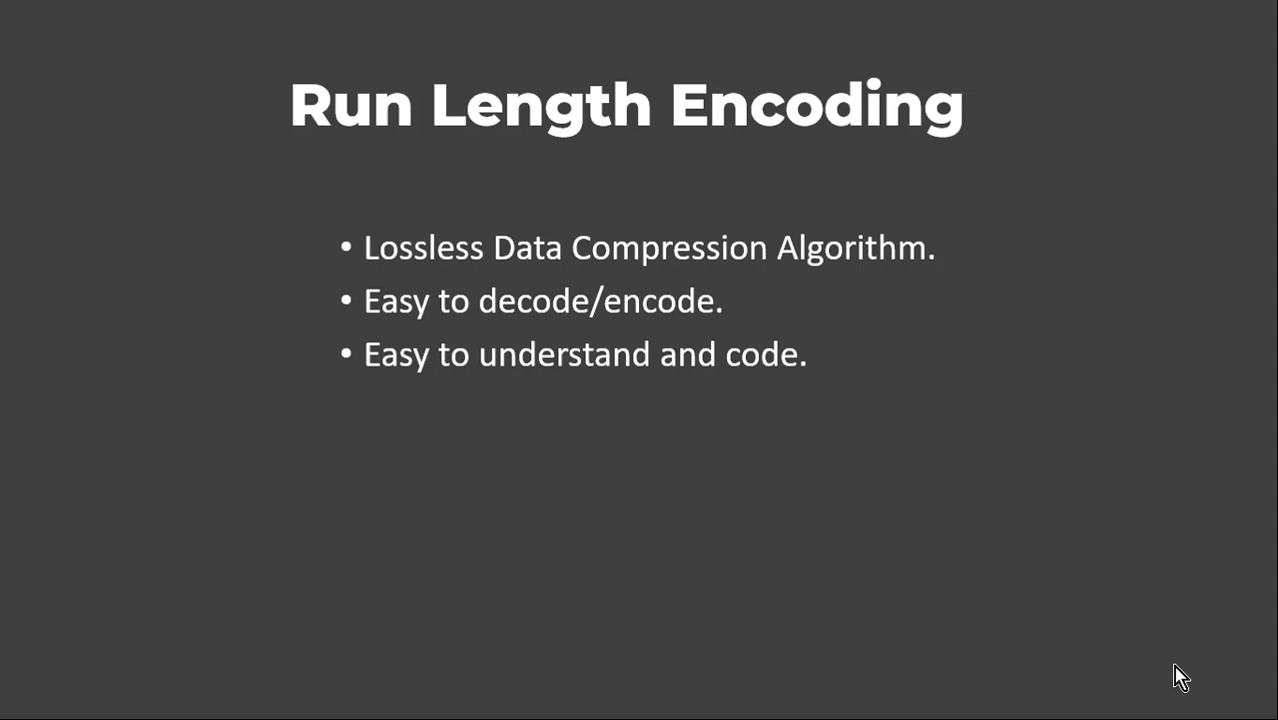 Run Length Encoding
• Lossless Data Compression Algorithm.
• Easy to decode/encode.
• Easy to understand and code.